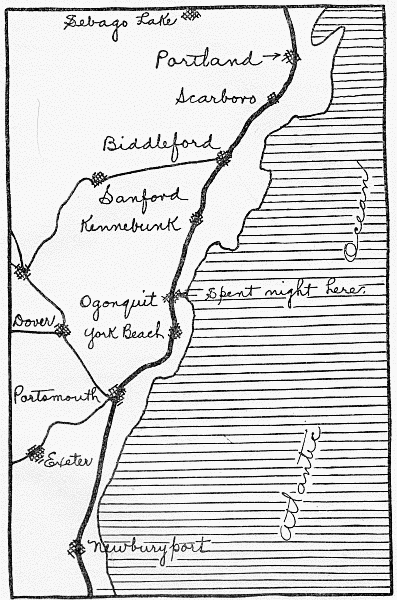 Sebago Lake
Portland
Scarboro
Biddleford
Sanford
Kennebunk
Ocean
Ogonquit
Spent night here.
Dover
York Beach
Portsmouth
Exeter
Atlantic
Newburyport